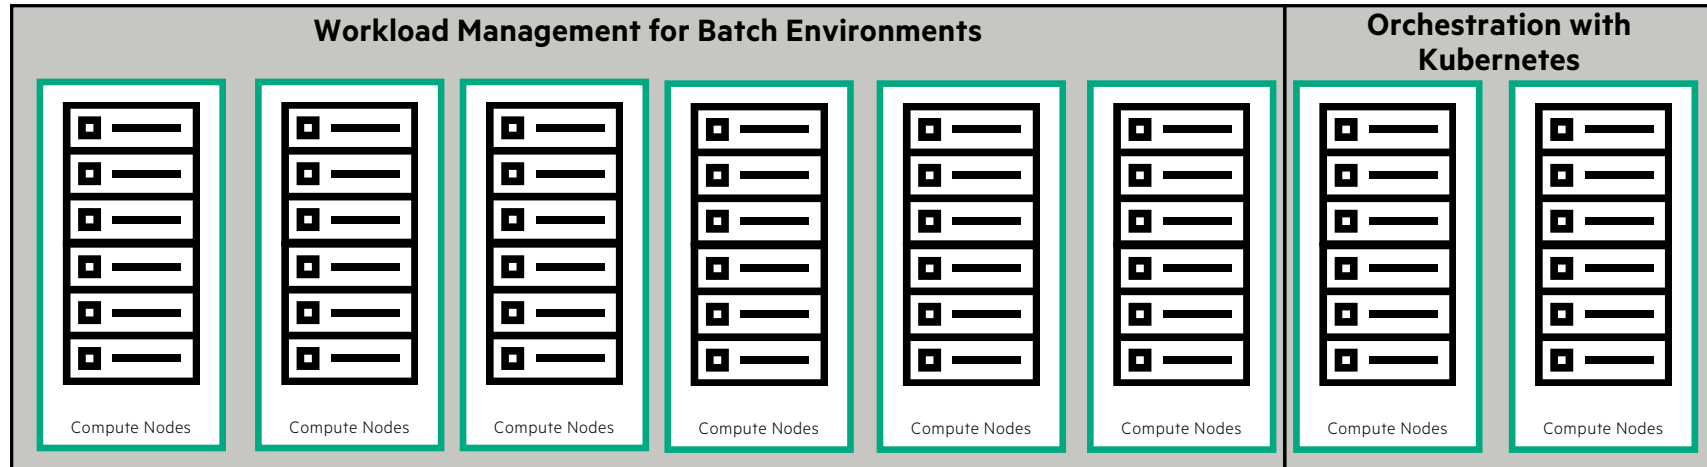 Workload Management for Batch Environments
Orchestration with
Kubernetes
Compute Nodes
Compute Nodes
Compute Nodes
Compute Nodes
Compute Nodes
Compute Nodes
Compute Nodes
Compute Nodes